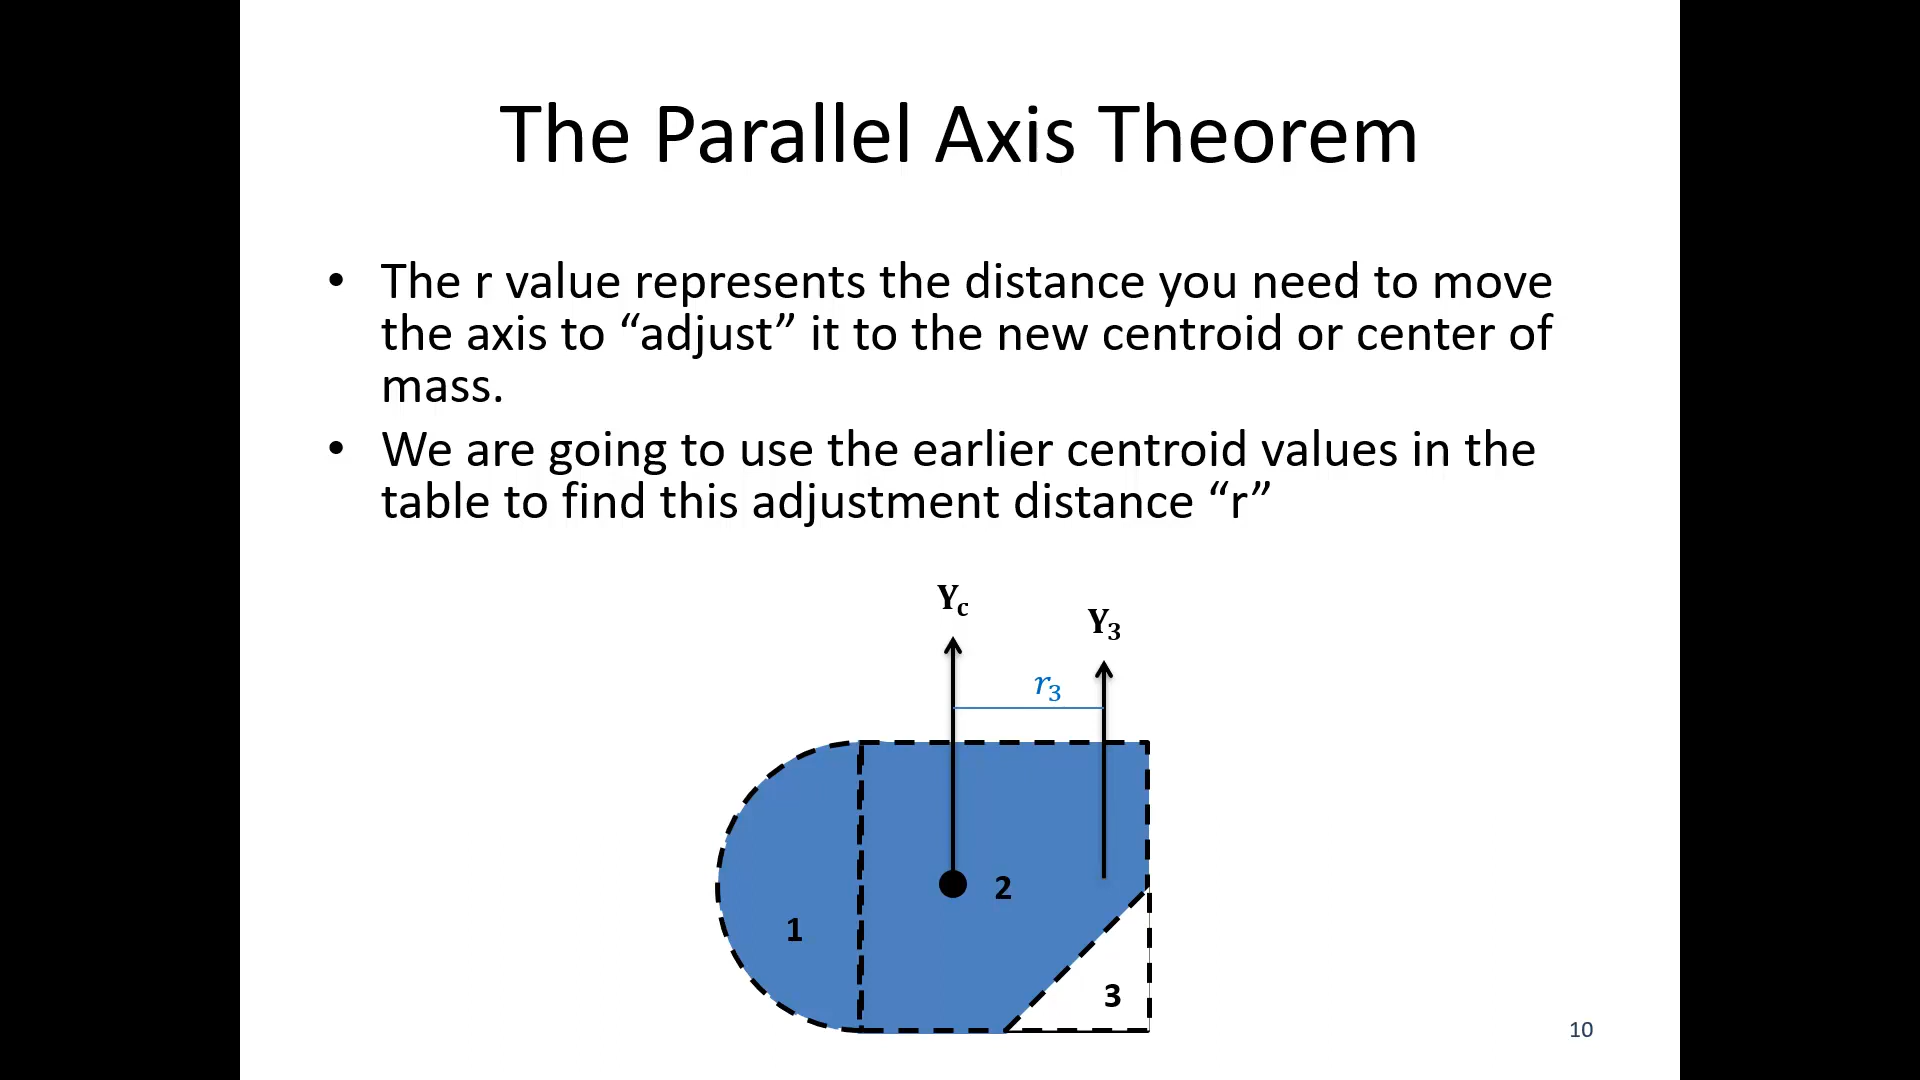 The Parallel Axis Theorem
• The r value represents the distance you need to move
the axis to “adjust” it to the new centroid or center of
mass.
• We are going to use the earlier centroid values in the
table to find this adjustment distance “r”
Yc
Y3
r3
2
1
3
10